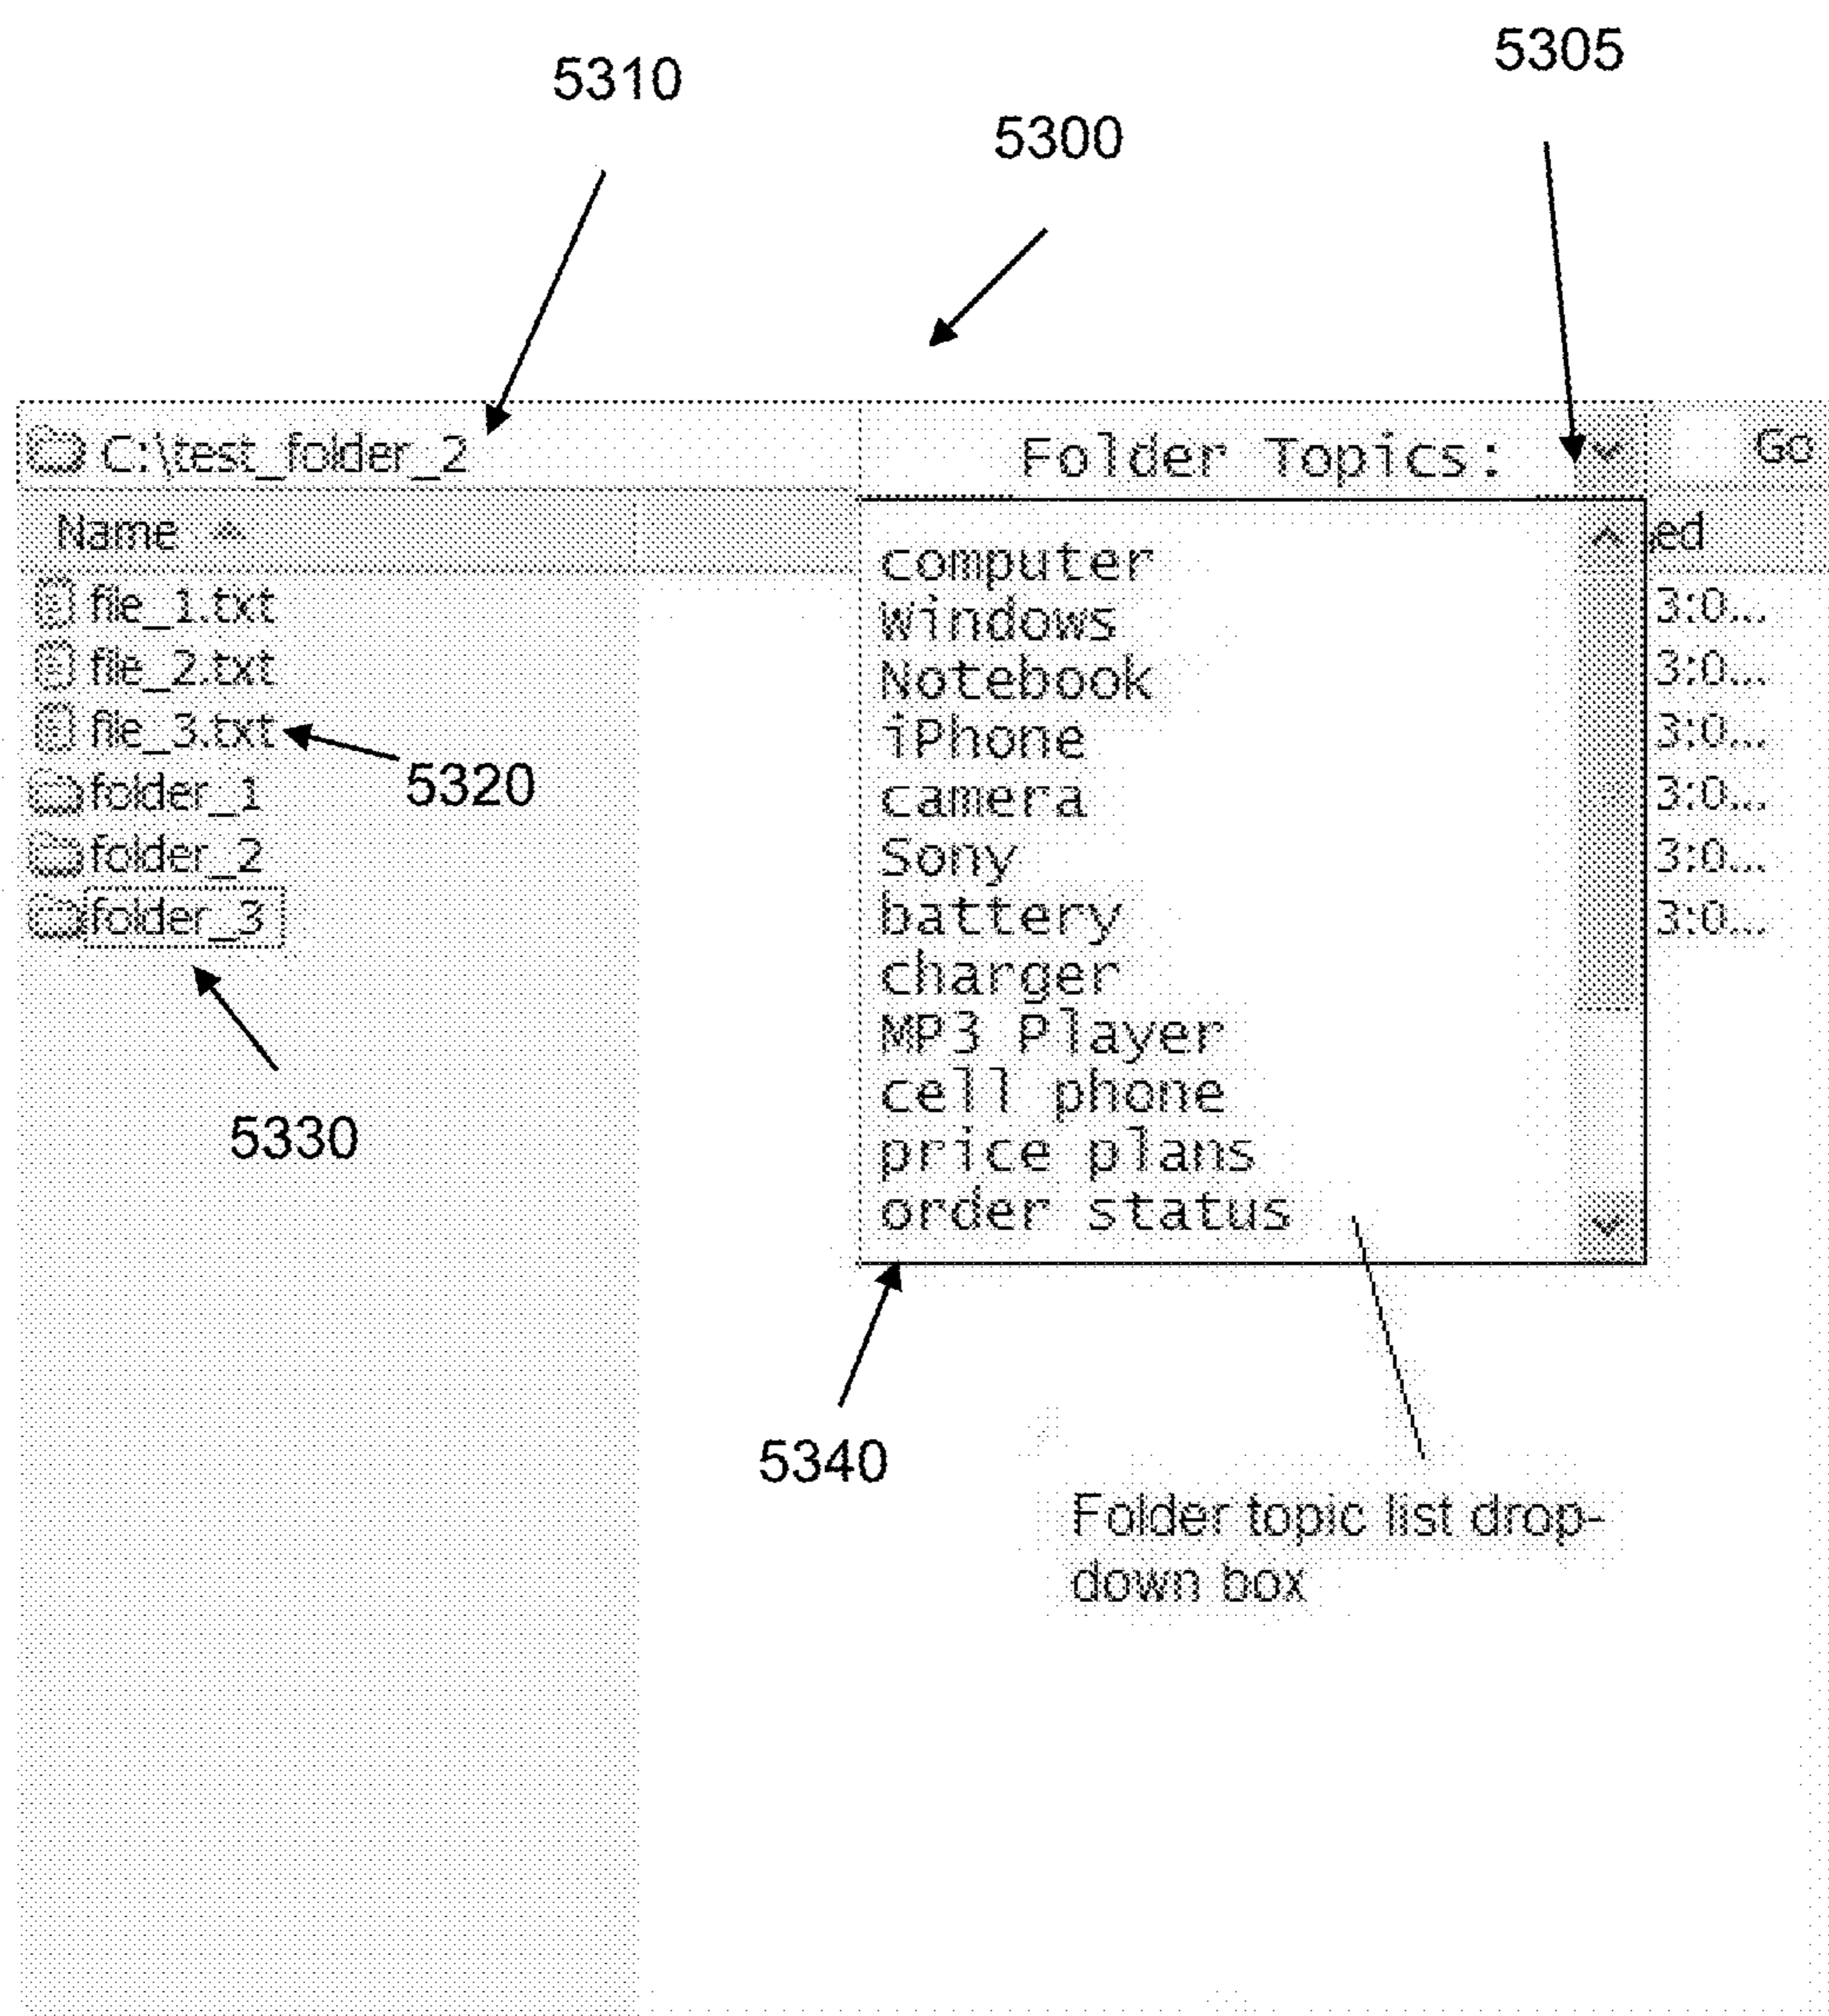 5305
5310
5300
C:\test_folder_2
Folder Topics:
Go
Name
ed
file_1.txt
file_2.txt
file_3.txt
folder_1
folder_2
folder_3
5320
5330
computer
Windows
Notebook
iPhone
camera
Sony
battery
charger
MP3 Player
cell phone
price plans
order status
3:0...
3:0...
3:0...
3:0...
3:0...
3:0...
5340
Folder topic list drop-
down box